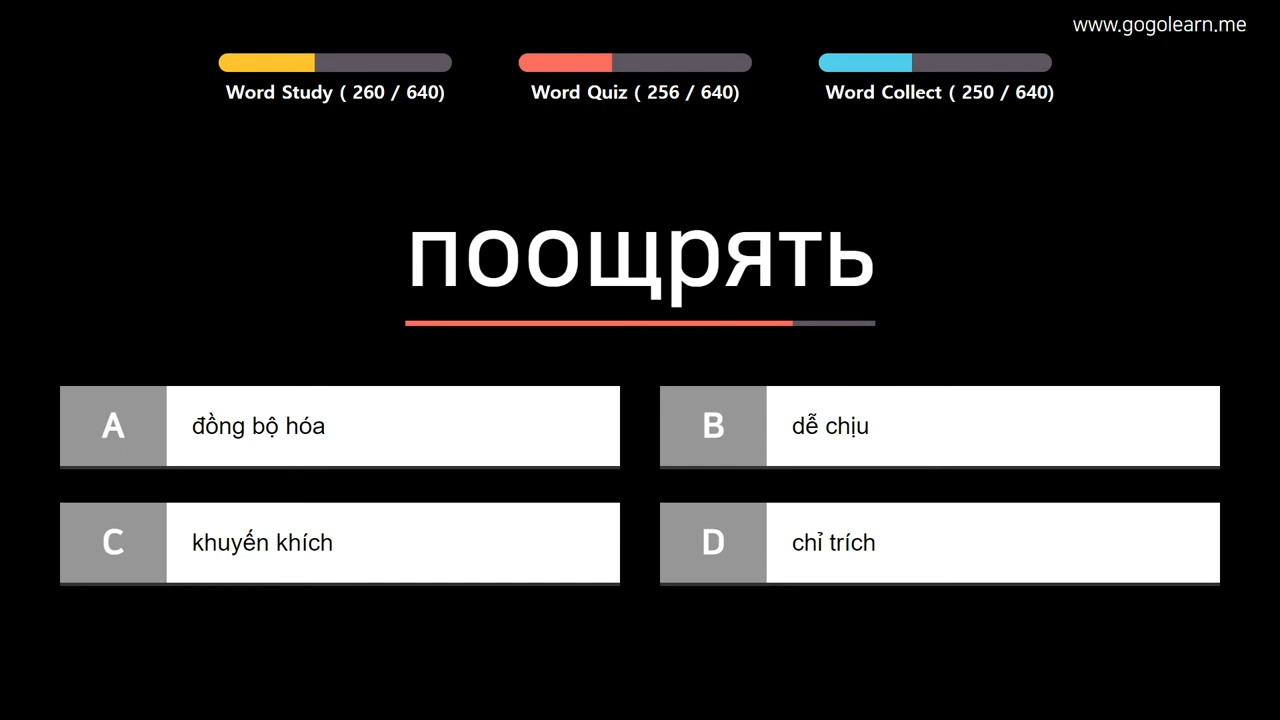 www.gogolearn.me
Word Study ( 260 / 640)
Word Quiz ( 256 / 640)
Word Collect ( 250 / 640)
поощрять
A đồng bộ hóa
B dễ chịu
C khuyến khích
D chỉ trích